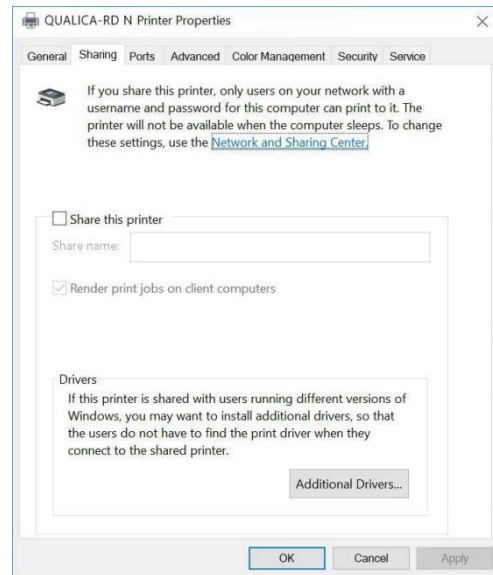 QUALICA-RD N Printer Properties
General Sharing Ports Advanced Color Management Security Service
If you share this printer, only users on your network with a
username and password for this computer can print to it. The
printer will not be available when the computer sleeps. To change
these settings, use the Network and Sharing Center.
Share this printer
Share name:
Render print jobs on client computers
Drivers
If this printer is shared with users running different versions of
Windows, you may want to install additional drivers, so that
the users do not have to find the print driver when they
connect to the shared printer.
Additional Drivers...
OK Cancel Apply